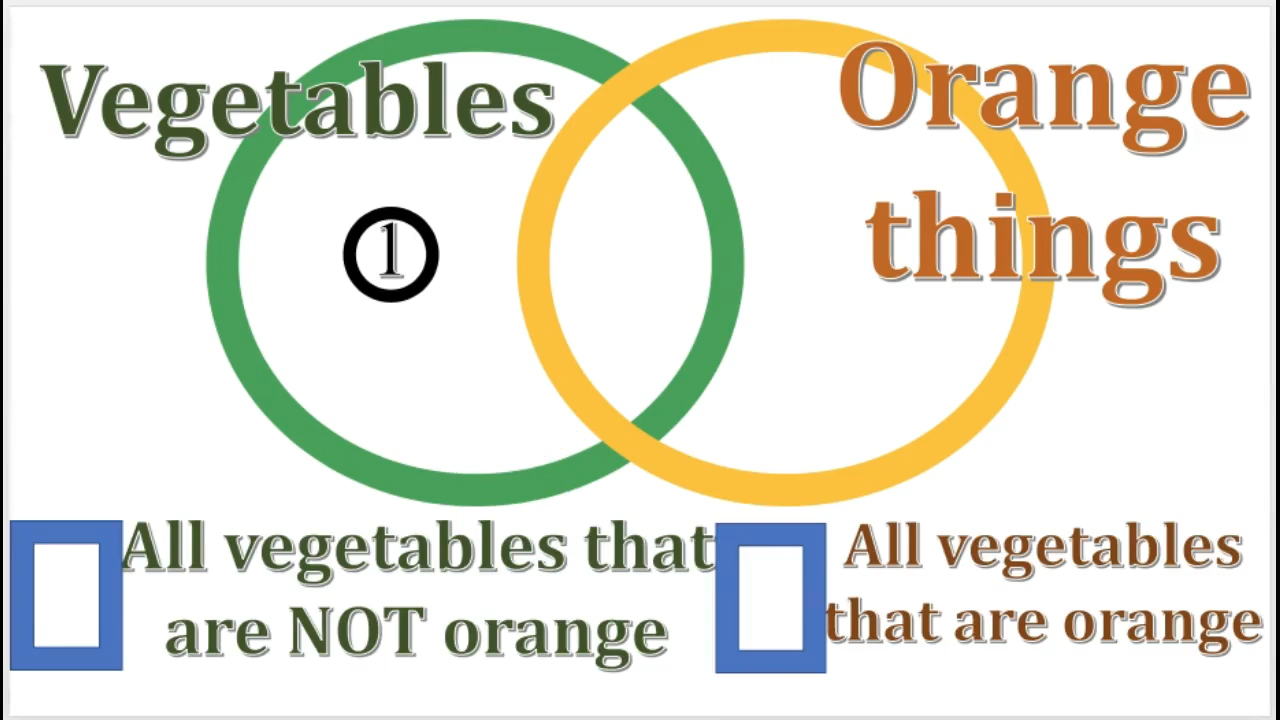 Vegetables
Orange
things
1
All vegetables that
are NOT orange
All vegetables
that are orange